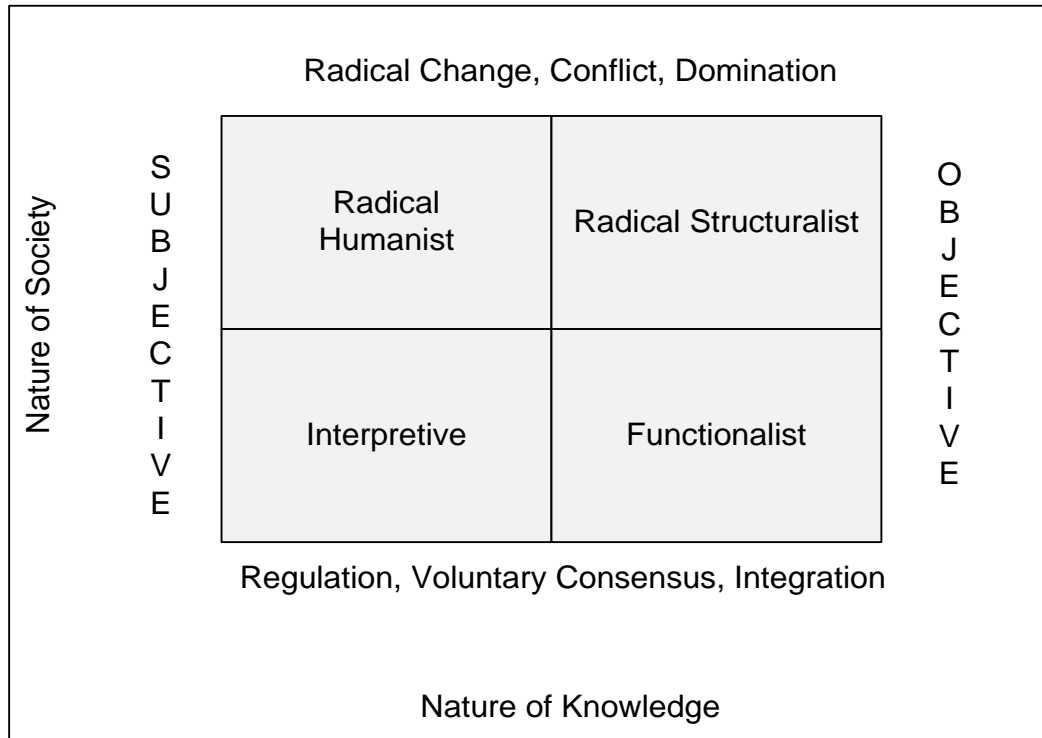 Radical Change, Conflict, Domination
Nature of Society
SUBJECTIVE
Radical
Humanist
Radical Structuralist
OBJECTIVE
Interpretive
Functionalist
Regulation, Voluntary Consensus, Integration
Nature of Knowledge